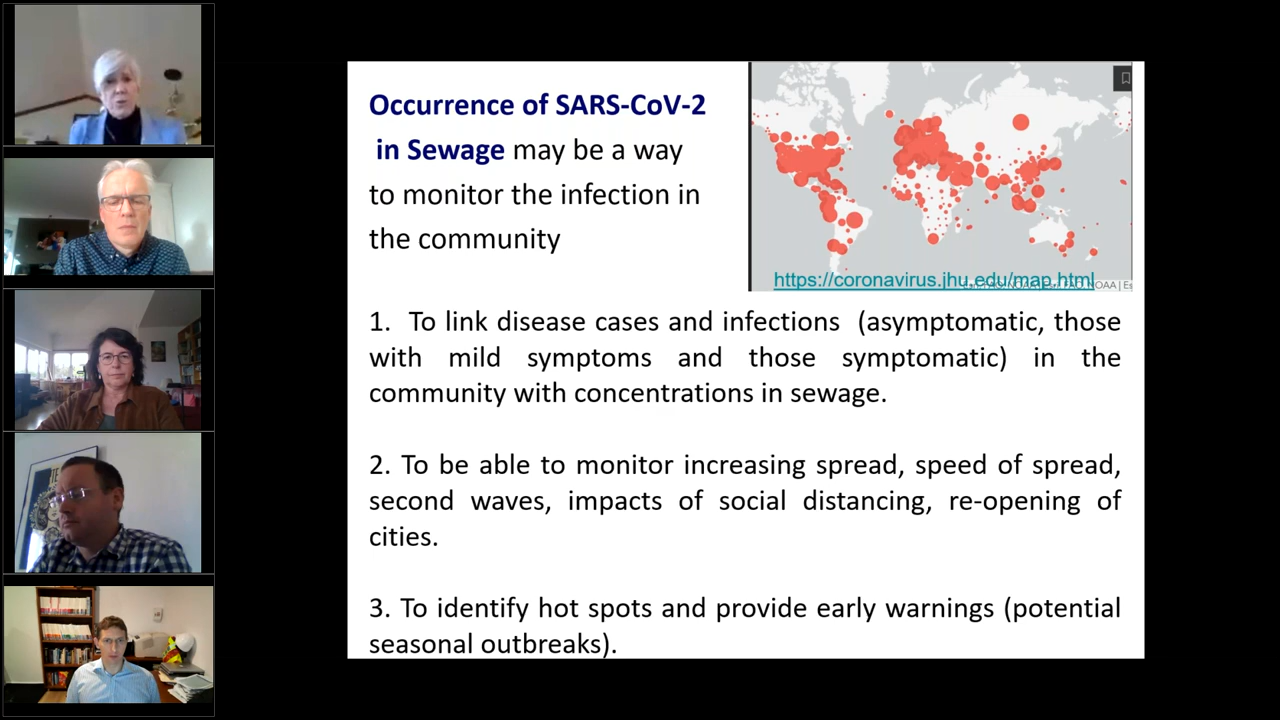 Occurrence of SARS-CoV-2
in Sewage may be a way
to monitor the infection in
the community
https://coronavirus.jhu.edu/map.html
NOAA | Es
1. To link disease cases and infections (asymptomatic, those
with mild symptoms and those symptomatic) in the
community with concentrations in sewage.
2. To be able to monitor increasing spread, speed of spread,
second waves, impacts of social distancing, re-opening of
cities.
3. To identify hot spots and provide early warnings (potential
seasonal outbreaks).